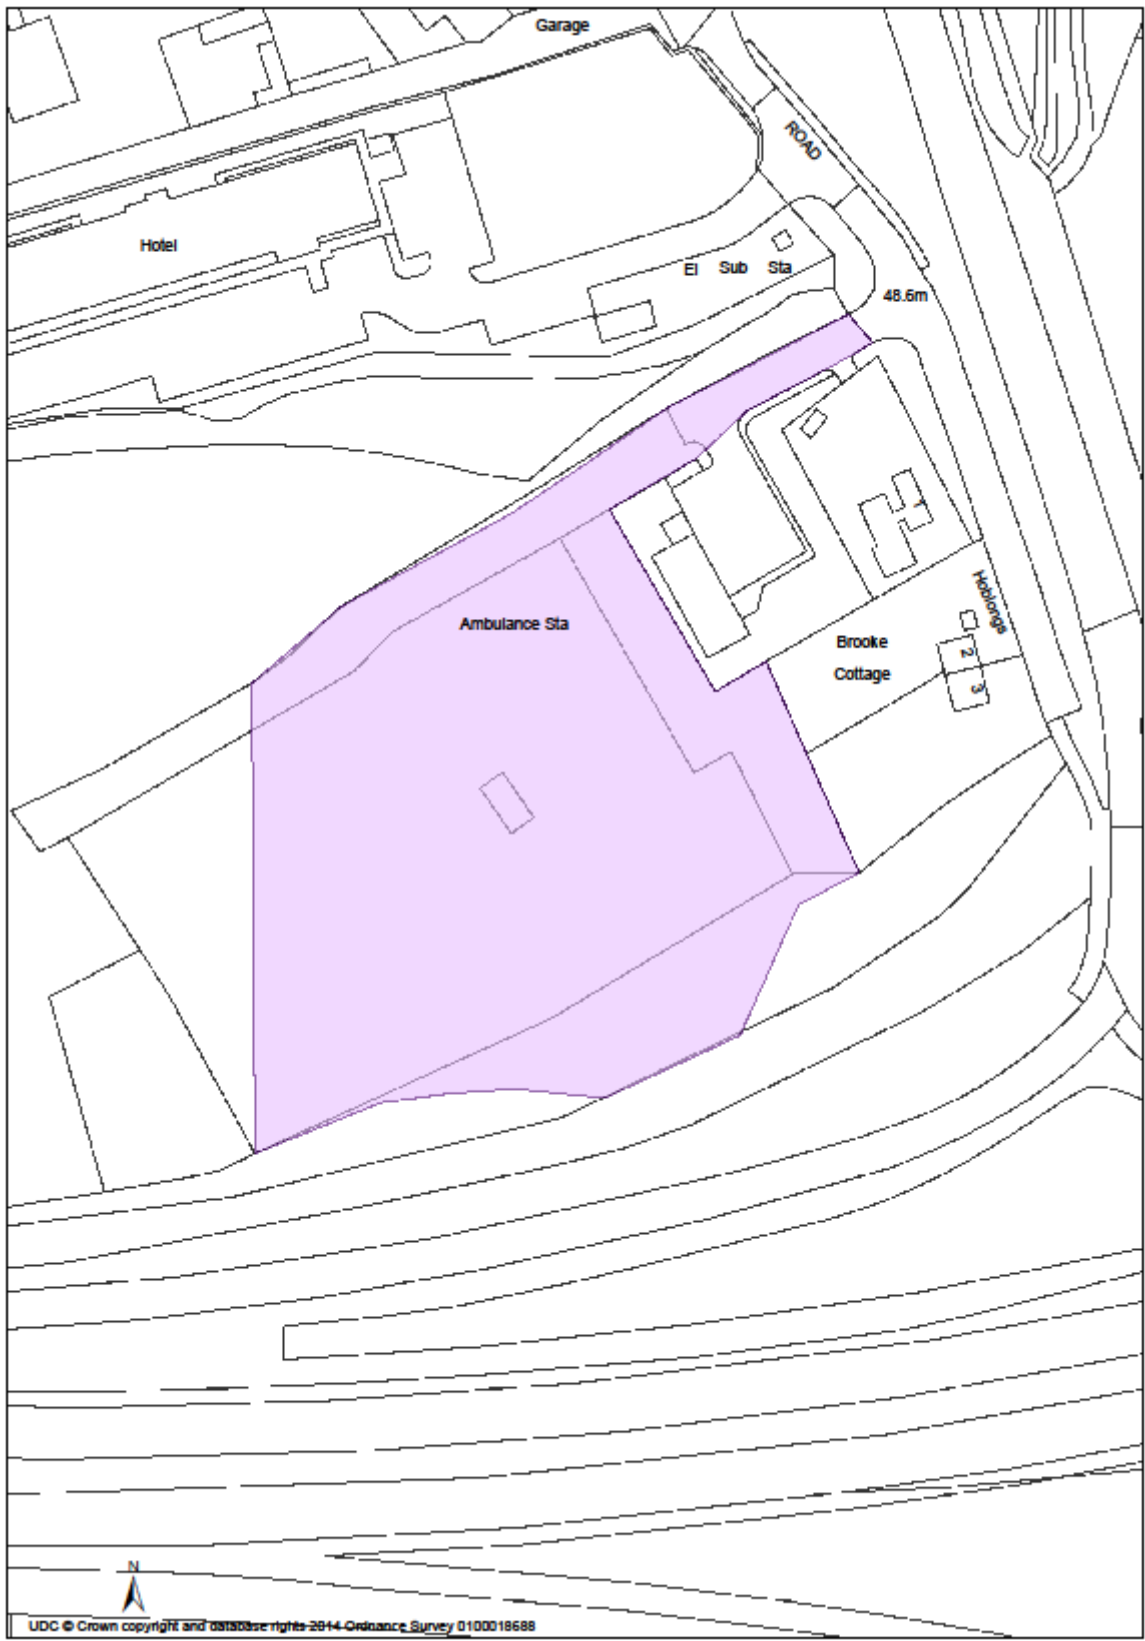 Garage
ROAD
Hotel
El Sub Sta
48.6m
1
Hoblongs
Ambulance Sta
Brooke
Cottage
2
3
N
UDC © Crown copyright and database rights 2014 Ordnance Survey 0100018688